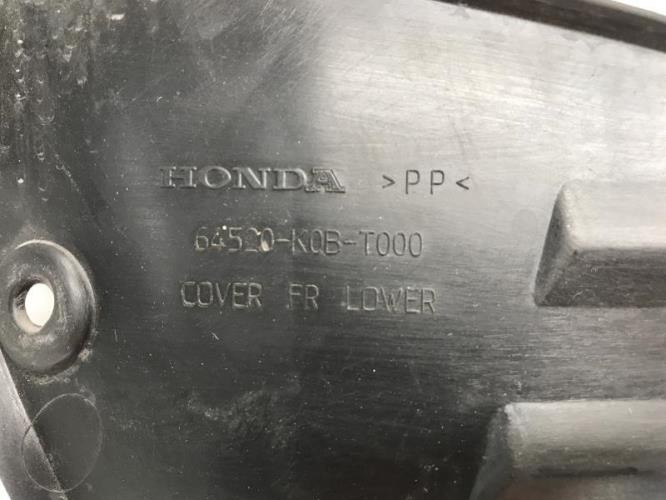 HONDA >PP<
64520-K0B-T000
COVER FR LOWER